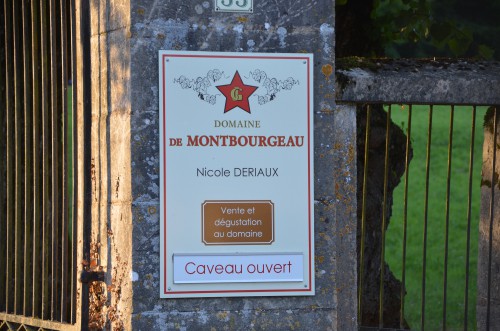 G
DOMAINE
DE MONTBOURGEAU
Nicole DERIAUX
Vente et
dégustation
au domaine
Caveau ouvert